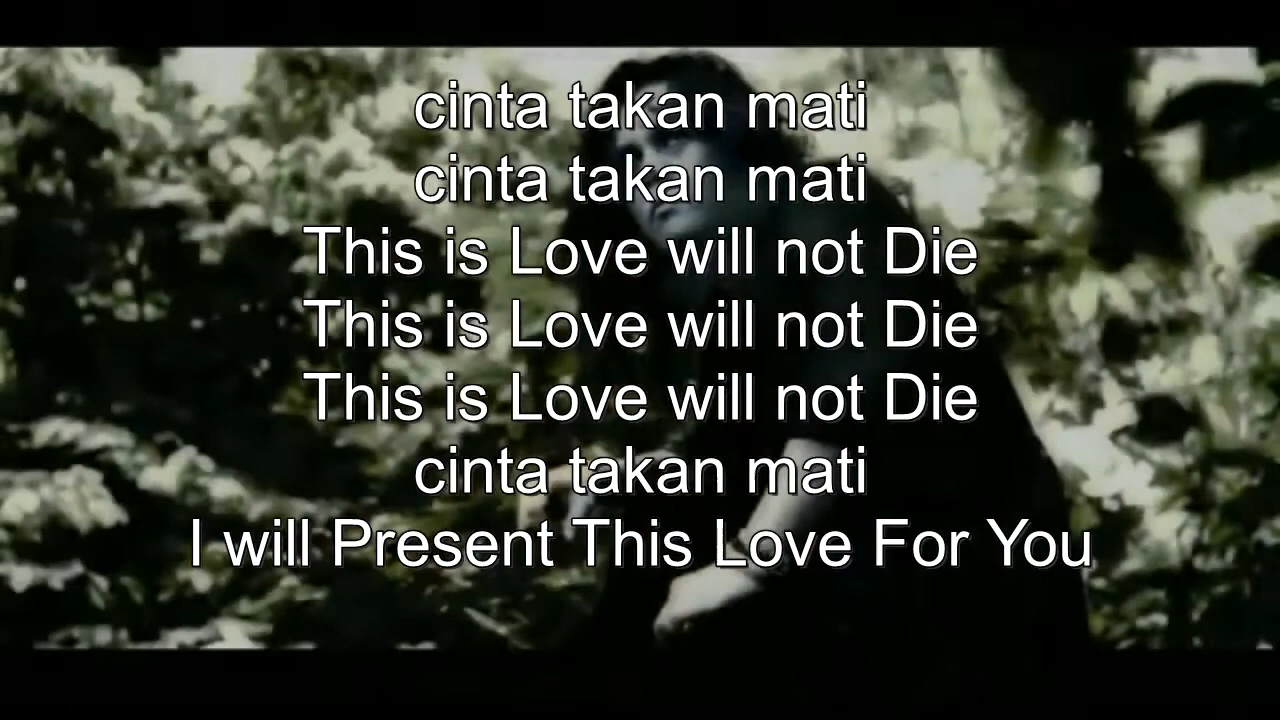 cinta takan mati
cinta takan mati
This is Love will not Die
This is Love will not Die
This is Love will not Die
cinta takan mati
I will Present This Love For You